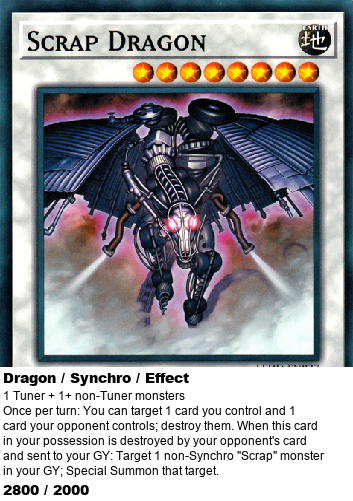 Scrap Dragon
EARTH
地
Dragon / Synchro / Effect
1 Tuner + 1+ non-Tuner monsters
Once per turn: You can target 1 card you control and 1
card your opponent controls; destroy them. When this card
in your possession is destroyed by your opponent's card
and sent to your GY: Target 1 non-Synchro "Scrap" monster
in your GY; Special Summon that target.
2800 / 2000